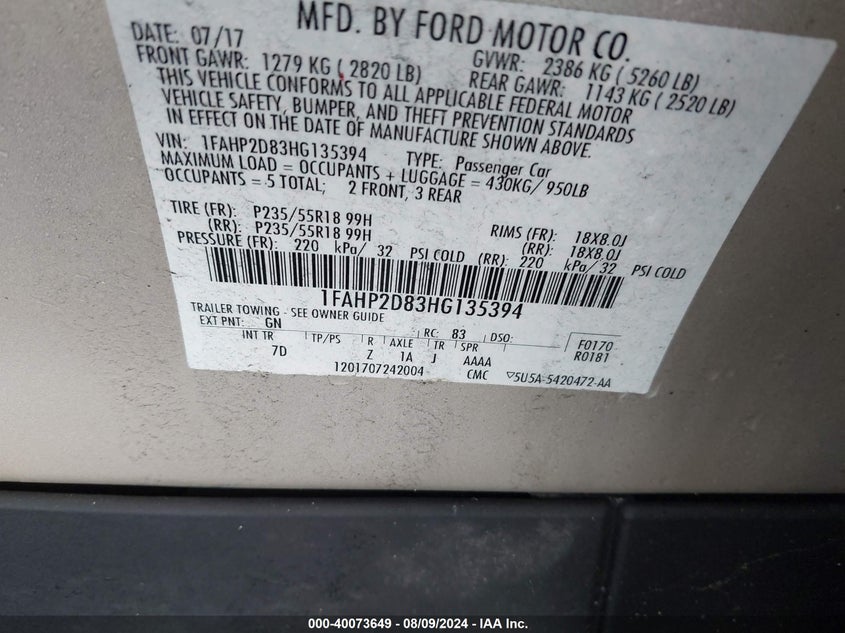 MFD. BY FORD MOTOR CO.
DATE: 07/17 GVWR: 2386 KG ( 5260 LB)
FRONT GAWR: 1279 KG ( 2820 LB) REAR GAWR: 1143 KG ( 2520 LB)
THIS VEHICLE CONFORMS TO ALL APPLICABLE FEDERAL MOTOR
VEHICLE SAFETY, BUMPER, AND THEFT PREVENTION STANDARDS
IN EFFECT ON THE DATE OF MANUFACTURE SHOWN ABOVE.
VIN: 1FAHP2D83HG135394 TYPE: Passenger Car
MAXIMUM LOAD = OCCUPANTS + LUGGAGE = 430KG/ 950LB
OCCUPANTS = 5 TOTAL; 2 FRONT, 3 REAR
TIRE (FR): P235/55R18 99H RIMS (FR): 18X8.0J
(RR): P235/55R18 99H (RR): 18X8.0J
PRESSURE (FR): 220 kPa/ 32 PSI COLD (RR): 220 kPa/ 32 PSI COLD
1FAHP2D83HG135394
TRAILER TOWING - SEE OWNER GUIDE
EXT PNT: GN RC: 83 DSO: F0170
INT TR TP/PS R AXLE TR SPR R0181
7D Z 1A J AAAA
1201707242004 CMC ▽5U5A-5420472-AA
000-40073649 - 08/09/2024 - IAA Inc.